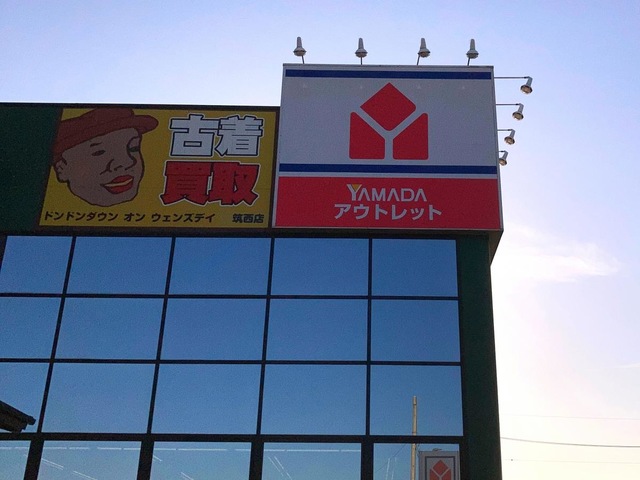 古着
買取
ドンドンダウン オン ウェンズデイ 筑西店
YAMADA
アウトレット